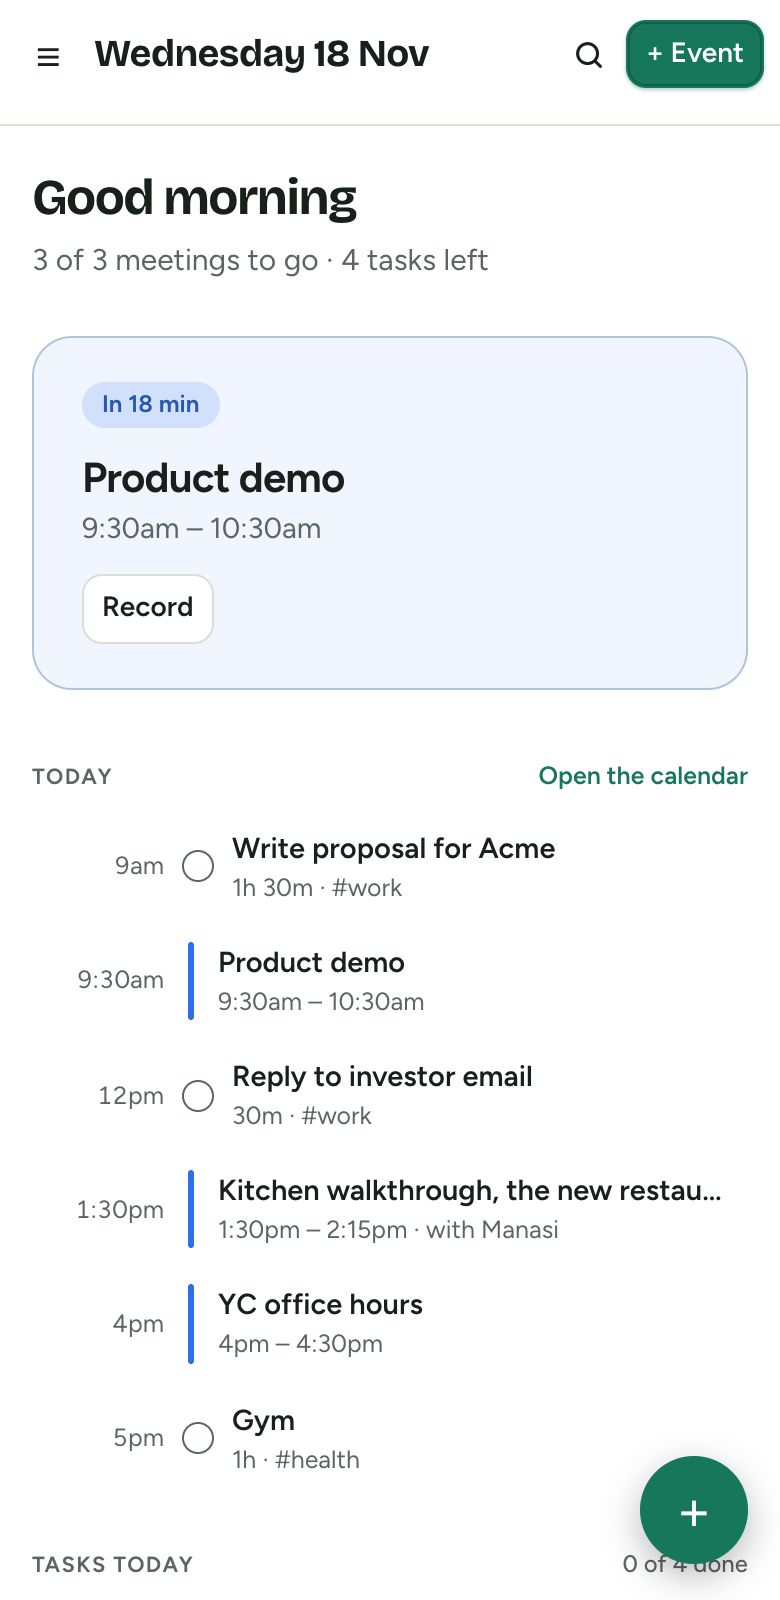 Wednesday 18 Nov
+ Event
Good morning
3 of 3 meetings to go · 4 tasks left
In 18 min
Product demo
9:30am – 10:30am
Record
TODAY
Open the calendar
9am
Write proposal for Acme
1h 30m · #work
9:30am
Product demo
9:30am – 10:30am
12pm
Reply to investor email
30m · #work
1:30pm
Kitchen walkthrough, the new restau...
1:30pm – 2:15pm · with Manasi
4pm
YC office hours
4pm – 4:30pm
5pm
Gym
1h · #health
+
TASKS TODAY
0 of 4 done